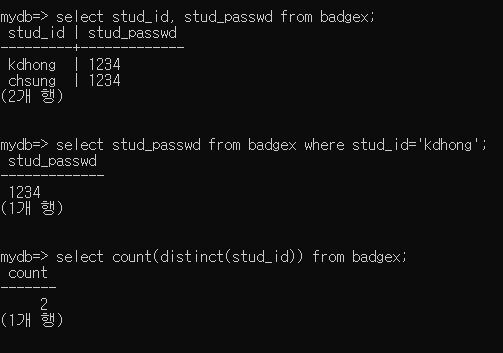 mydb=> select stud_id, stud_passwd from badgex;
 stud_id | stud_passwd
---------+-------------
 kdhong  | 1234
 chsung  | 1234
(2개 행)
mydb=> select stud_passwd from badgex where stud_id='kdhong';
 stud_passwd
-------------
 1234
(1개 행)
mydb=> select count(distinct(stud_id)) from badgex;
 count
-------
     2
(1개 행)